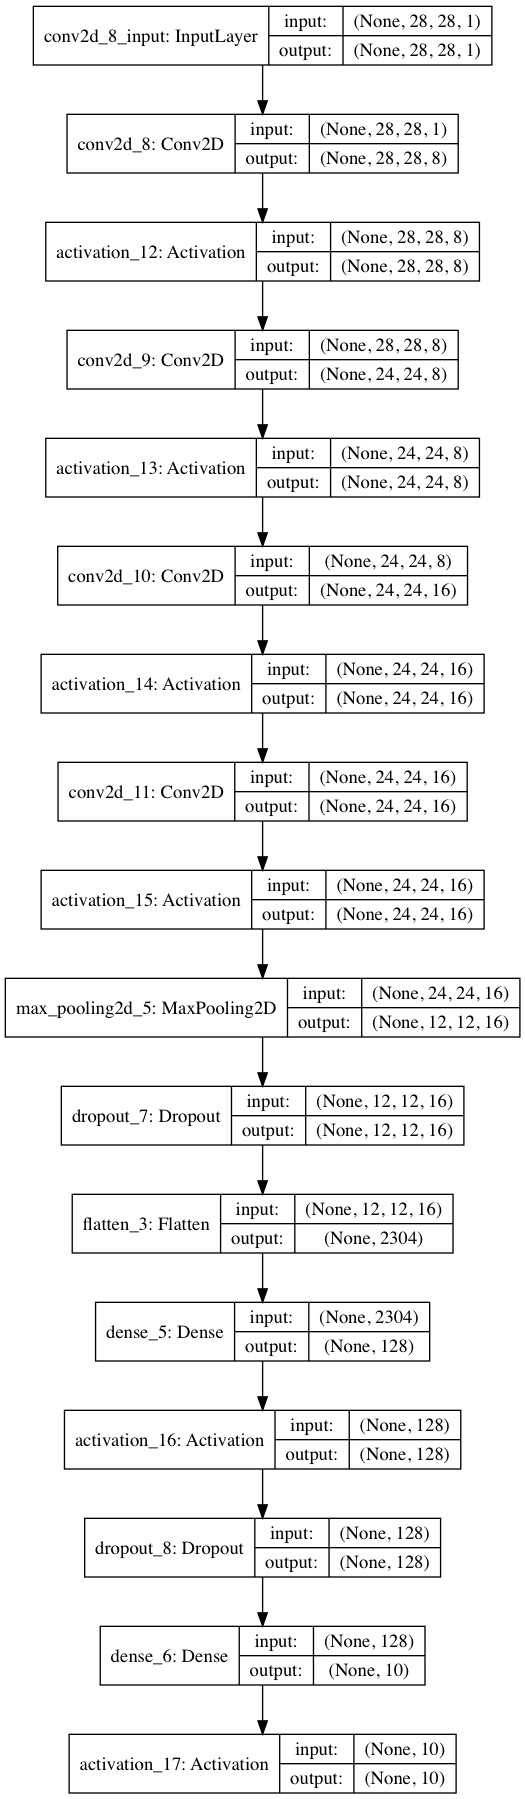 conv2d_8_input: InputLayer
input: (None, 28, 28, 1)
output: (None, 28, 28, 1)
conv2d_8: Conv2D
input: (None, 28, 28, 1)
output: (None, 28, 28, 8)
activation_12: Activation
input: (None, 28, 28, 8)
output: (None, 28, 28, 8)
conv2d_9: Conv2D
input: (None, 28, 28, 8)
output: (None, 24, 24, 8)
activation_13: Activation
input: (None, 24, 24, 8)
output: (None, 24, 24, 8)
conv2d_10: Conv2D
input: (None, 24, 24, 8)
output: (None, 24, 24, 16)
activation_14: Activation
input: (None, 24, 24, 16)
output: (None, 24, 24, 16)
conv2d_11: Conv2D
input: (None, 24, 24, 16)
output: (None, 24, 24, 16)
activation_15: Activation
input: (None, 24, 24, 16)
output: (None, 24, 24, 16)
max_pooling2d_5: MaxPooling2D
input: (None, 24, 24, 16)
output: (None, 12, 12, 16)
dropout_7: Dropout
input: (None, 12, 12, 16)
output: (None, 12, 12, 16)
flatten_3: Flatten
input: (None, 12, 12, 16)
output: (None, 2304)
dense_5: Dense
input: (None, 2304)
output: (None, 128)
activation_16: Activation
input: (None, 128)
output: (None, 128)
dropout_8: Dropout
input: (None, 128)
output: (None, 128)
dense_6: Dense
input: (None, 128)
output: (None, 10)
activation_17: Activation
input: (None, 10)
output: (None, 10)